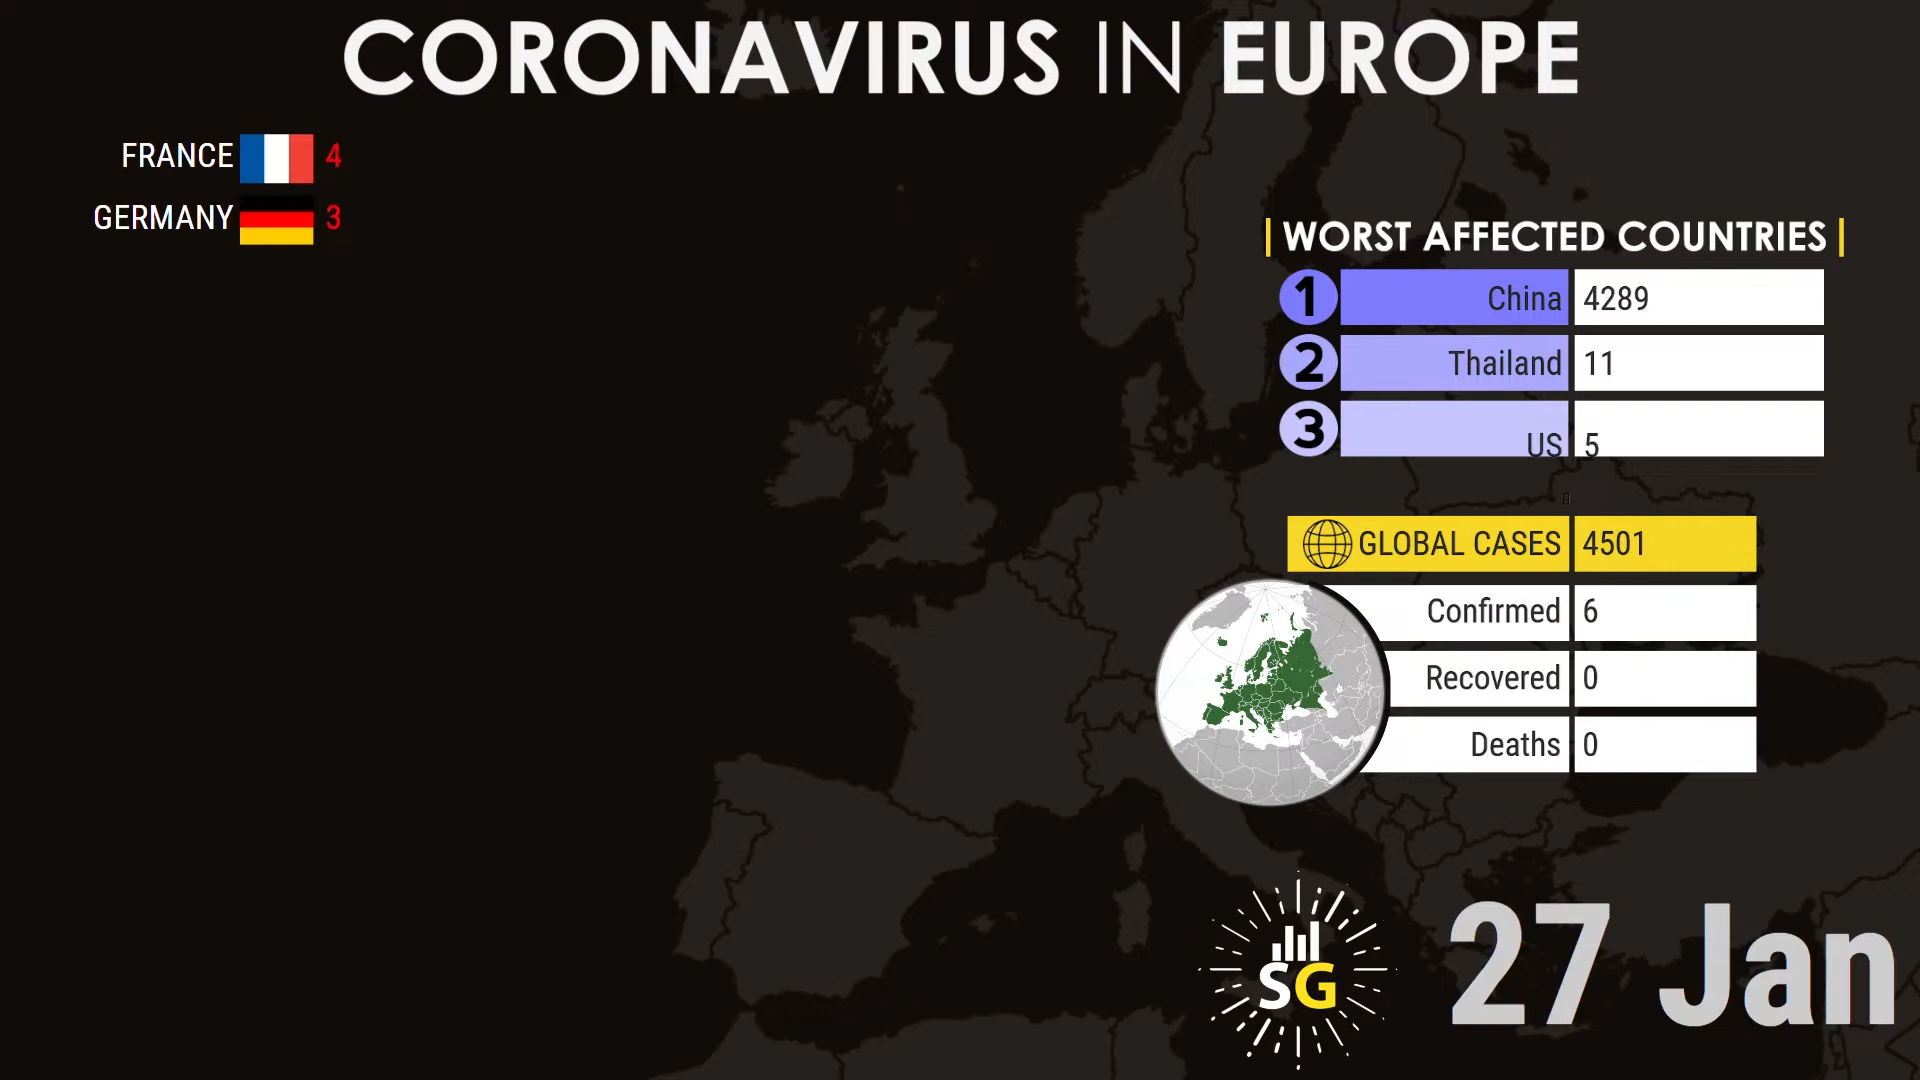 CORONAVIRUS IN EUROPE
FRANCE 4
GERMANY 3
WORST AFFECTED COUNTRIES
1 China 4289
2 Thailand 11
3 US 5
GLOBAL CASES 4501
Confirmed 6
Recovered 0
Deaths 0
SG
27 Jan